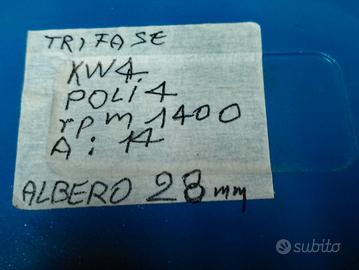 TRIFASE
KW4
POLI 4
rpm 1400
A: 14
ALBERO 28 mm
subito